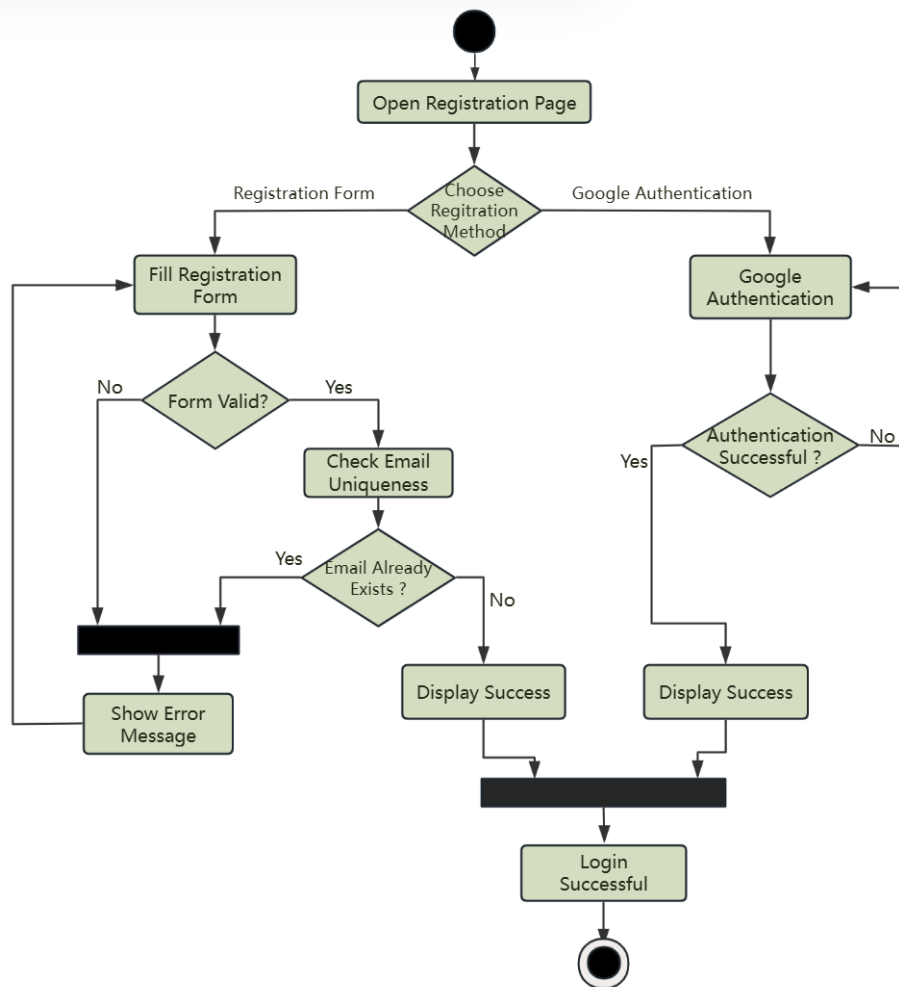 Open Registration Page
Registration Form
Google Authentication
Choose
Regitration
Method
Fill Registration
Form
Google
Authentication
No
Form Valid?
Yes
Check Email
Uniqueness
Yes
Authentication
Successful ?
No
Yes
Email Already
Exists ?
No
Show Error
Message
Display Success
Display Success
Login
Successful